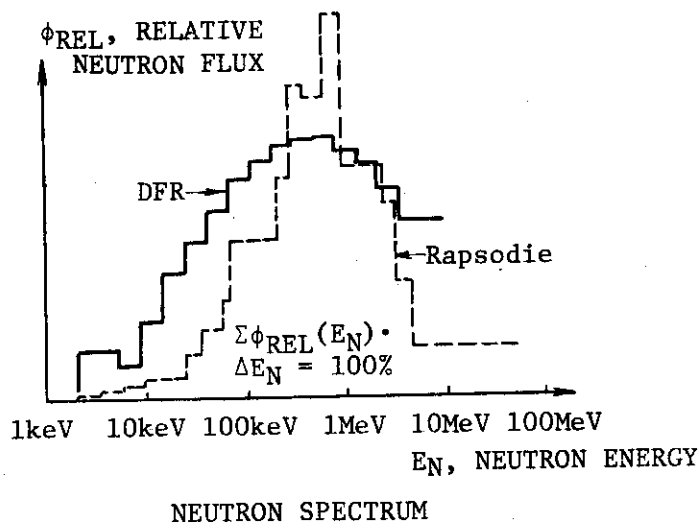 ϕREL, RELATIVE
NEUTRON FLUX
DFR
Rapsodie
ΣϕREL(EN)·
ΔEN = 100%
1keV 10keV 100keV 1MeV 10MeV 100MeV
EN, NEUTRON ENERGY
NEUTRON SPECTRUM